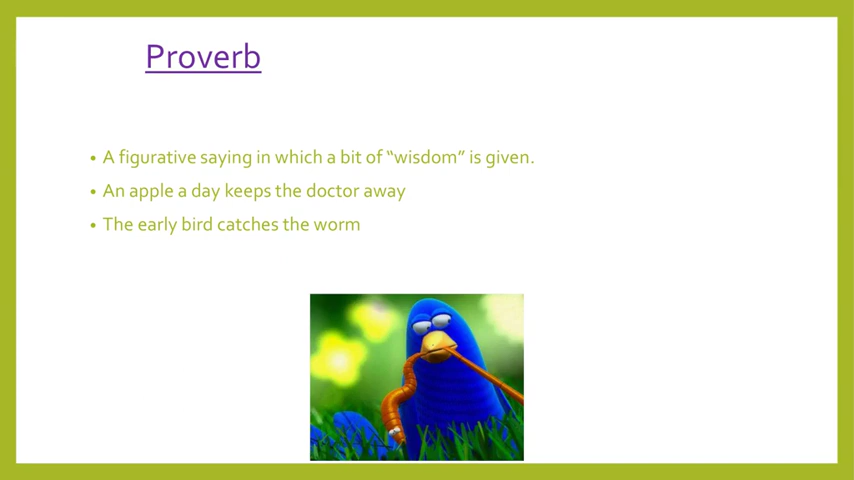 Proverb
• A figurative saying in which a bit of “wisdom” is given.
• An apple a day keeps the doctor away
• The early bird catches the worm